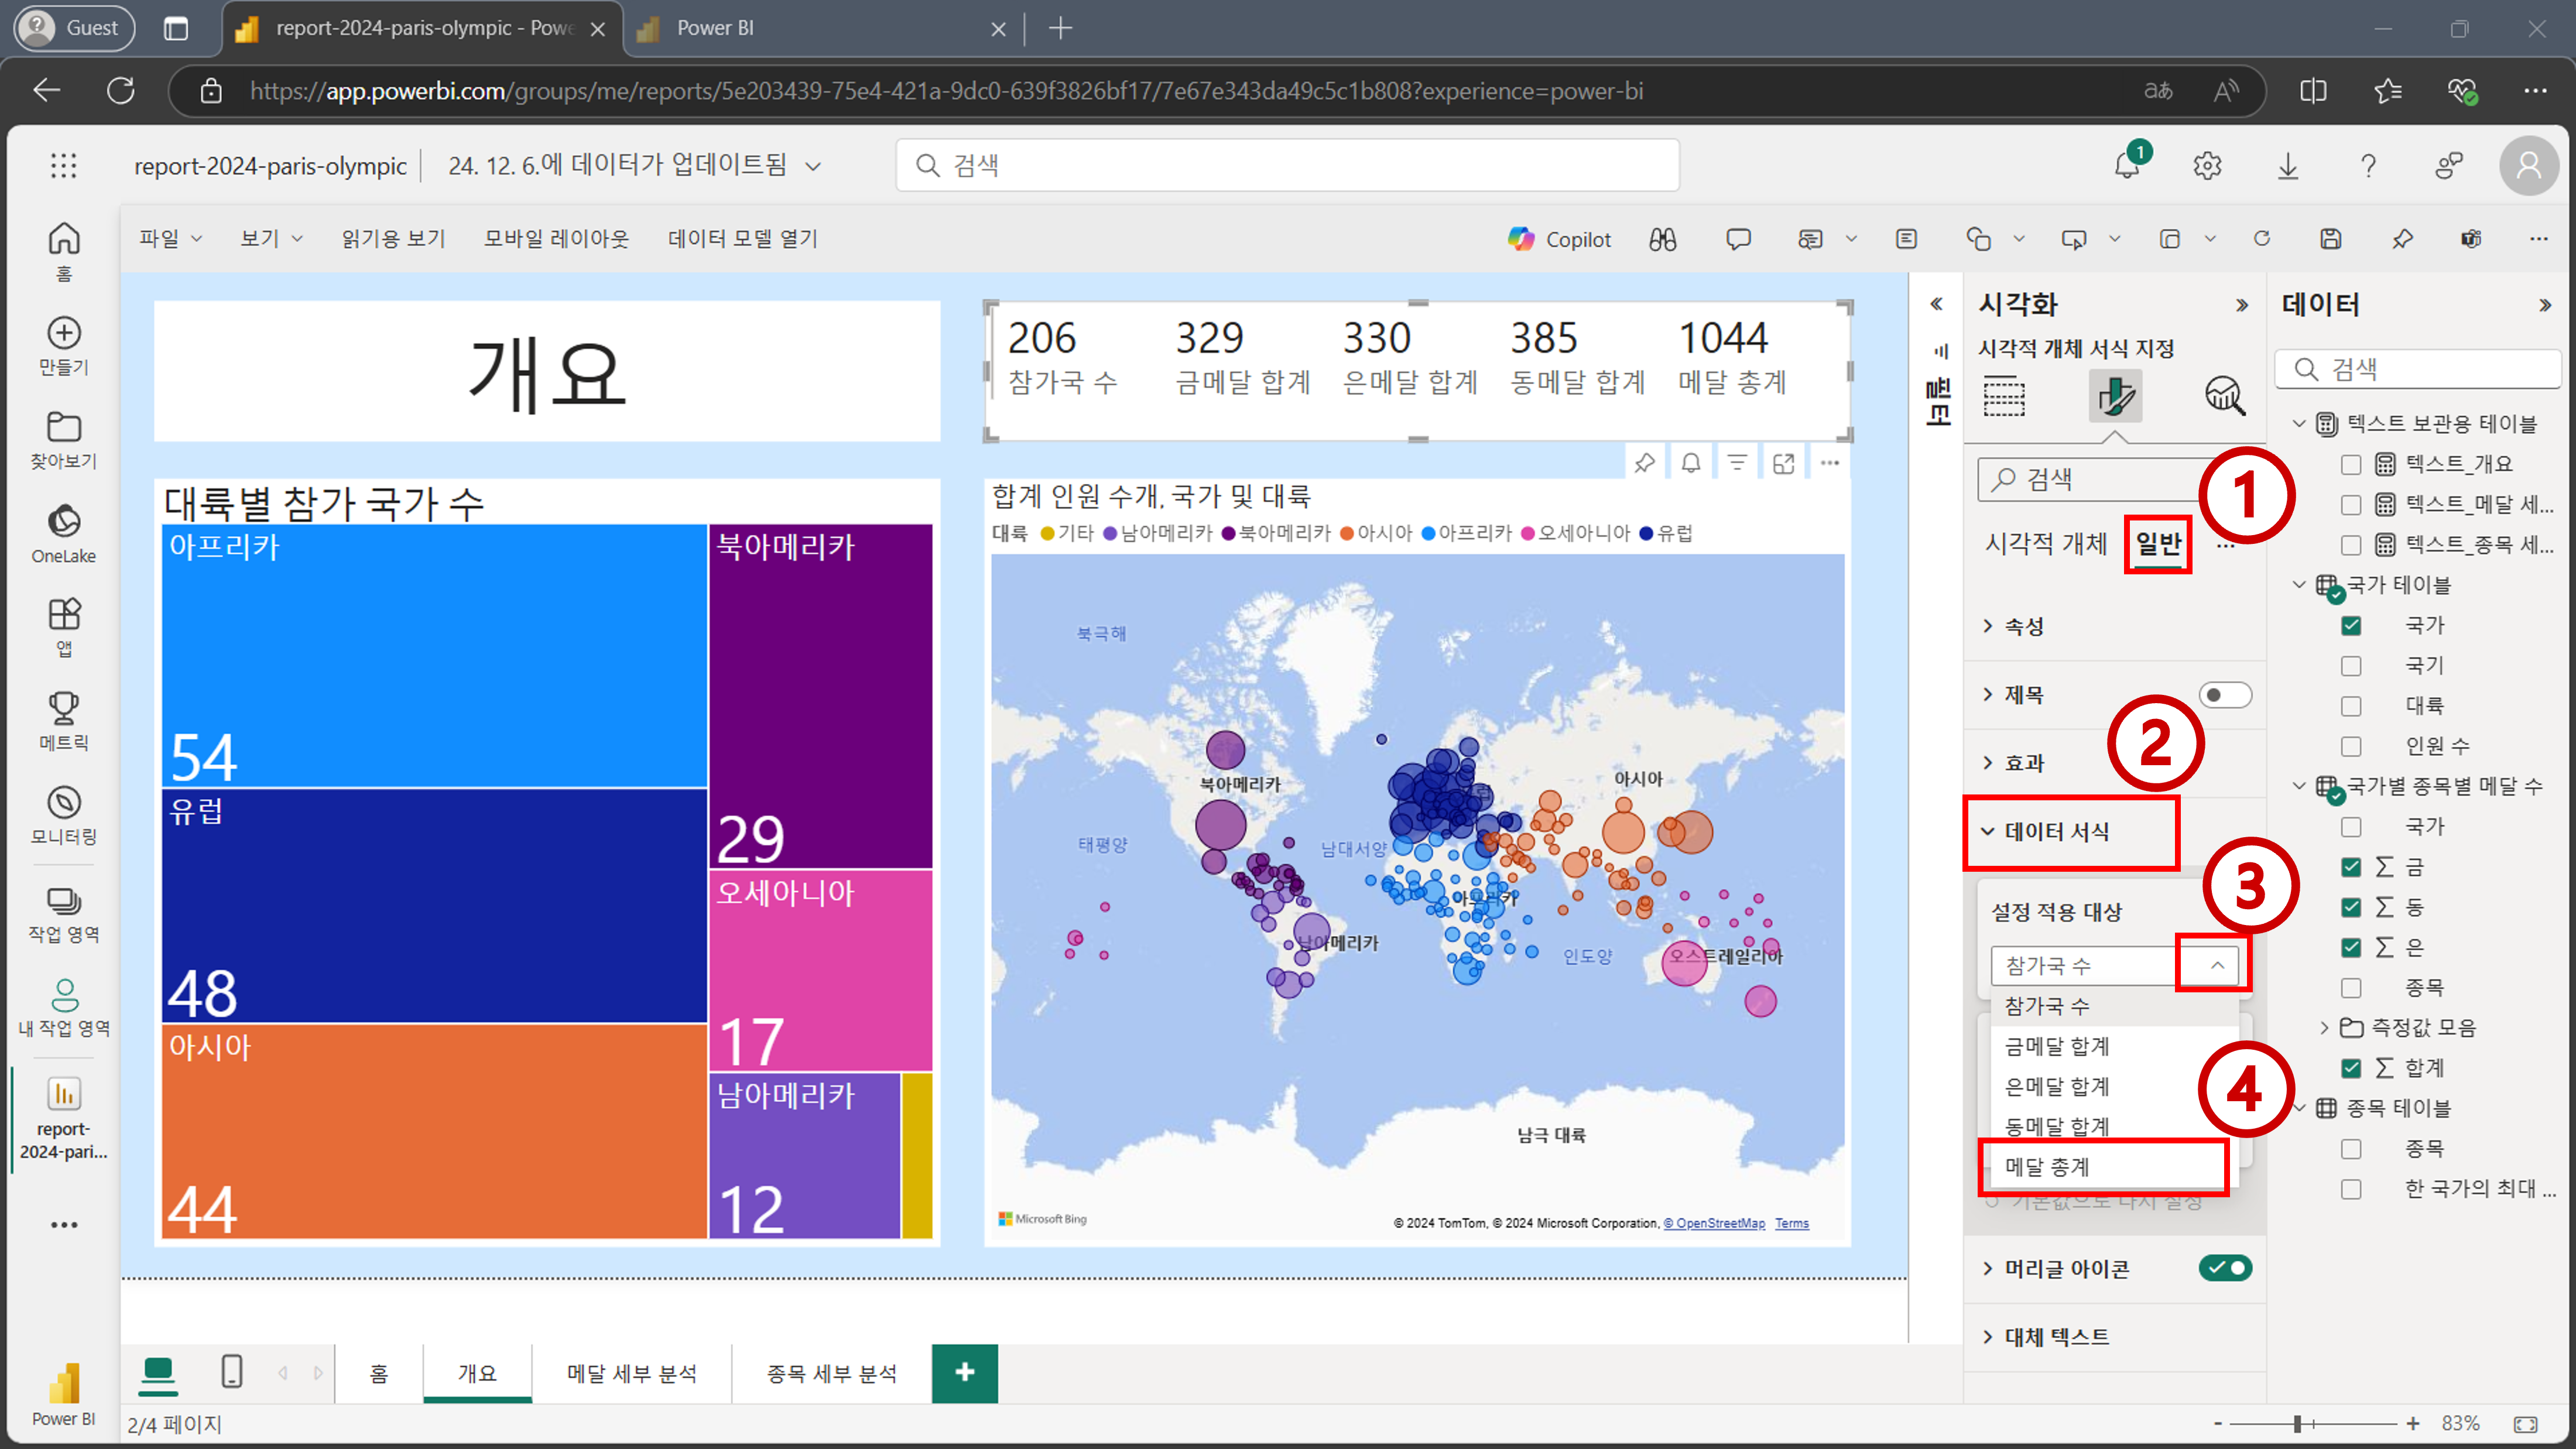 Guest
report-2024-paris-olympic - Powe
Power BI
https://app.powerbi.com/groups/me/reports/5e203439-75e4-421a-9dc0-639f3826bf17/7e67e343da49c5c1b808?experience=power-bi
report-2024-paris-olympic
24. 12. 6.에 데이터가 업데이트됨
검색
1
파일
보기
읽기용 보기
모바일 레이아웃
데이터 모델 열기
Copilot
홈
만들기
찾아보기
OneLake
앱
메트릭
모니터링
작업 영역
내 작업 영역
report-
2024-pari...
Power BI
개요
206
참가국 수
329
금메달 합계
330
은메달 합계
385
동메달 합계
1044
메달 총계
대륙별 참가 국가 수
아프리카
54
유럽
48
아시아
44
북아메리카
29
오세아니아
17
남아메리카
12
합계 인원 수개, 국가 및 대륙
대륙 기타 남아메리카 북아메리카 아시아 아프리카 오세아니아 유럽
북극해
북아메리카
아시아
태평양
남대서양
아프리카
남아메리카
인도양
오스트레일리아
남극 대륙
Microsoft Bing
© 2024 TomTom, © 2024 Microsoft Corporation, © OpenStreetMap Terms
필터
시각화
시각적 개체 서식 지정
검색
1
시각적 개체
일반
...
속성
제목
2
효과
데이터 서식
3
설정 적용 대상
참가국 수
참가국 수
금메달 합계
은메달 합계
4
동메달 합계
메달 총계
기본값으로 다시 설정
머리글 아이콘
대체 텍스트
데이터
검색
텍스트 보관용 테이블
텍스트_개요
텍스트_메달 세...
텍스트_종목 세...
국가 테이블
국가
국기
대륙
인원 수
국가별 종목별 메달 수
국가
금
동
은
종목
측정값 모음
합계
종목 테이블
종목
한 국가의 최대 ...
홈
개요
메달 세부 분석
종목 세부 분석
2/4 페이지
- + 83%